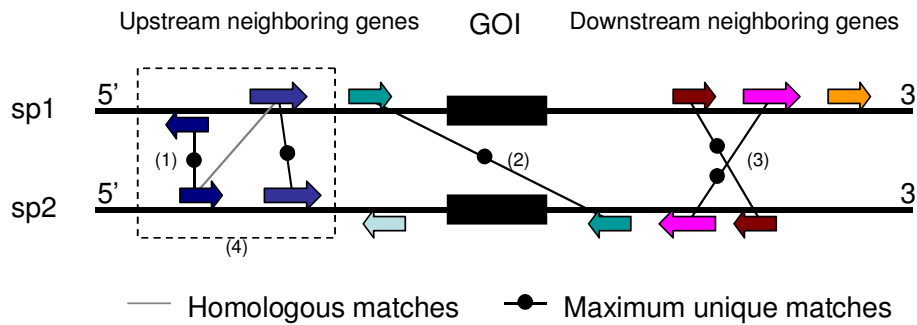 Upstream neighboring genes GOI Downstream neighboring genes
5' 3
sp1
(1) (2) (3)
5' 3
sp2
(4)
Homologous matches Maximum unique matches